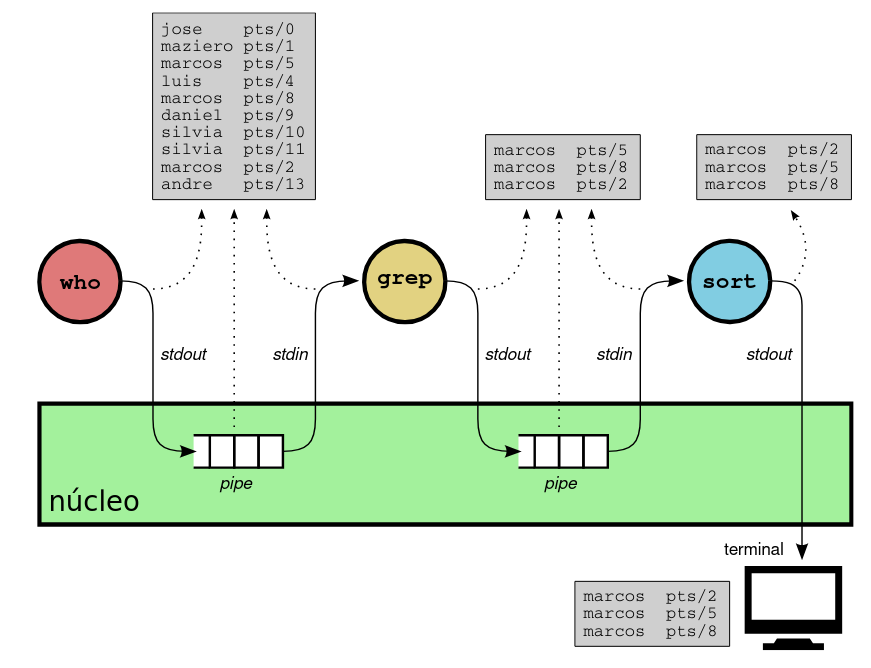 jose    pts/0
maziero pts/1
marcos  pts/5
luis    pts/4
marcos  pts/8
daniel  pts/9
silvia  pts/10
silvia  pts/11
marcos  pts/2
andre   pts/13
marcos  pts/5
marcos  pts/8
marcos  pts/2
marcos  pts/2
marcos  pts/5
marcos  pts/8
who
grep
sort
stdout
stdin
stdout
stdin
stdout
pipe
pipe
núcleo
terminal
marcos  pts/2
marcos  pts/5
marcos  pts/8